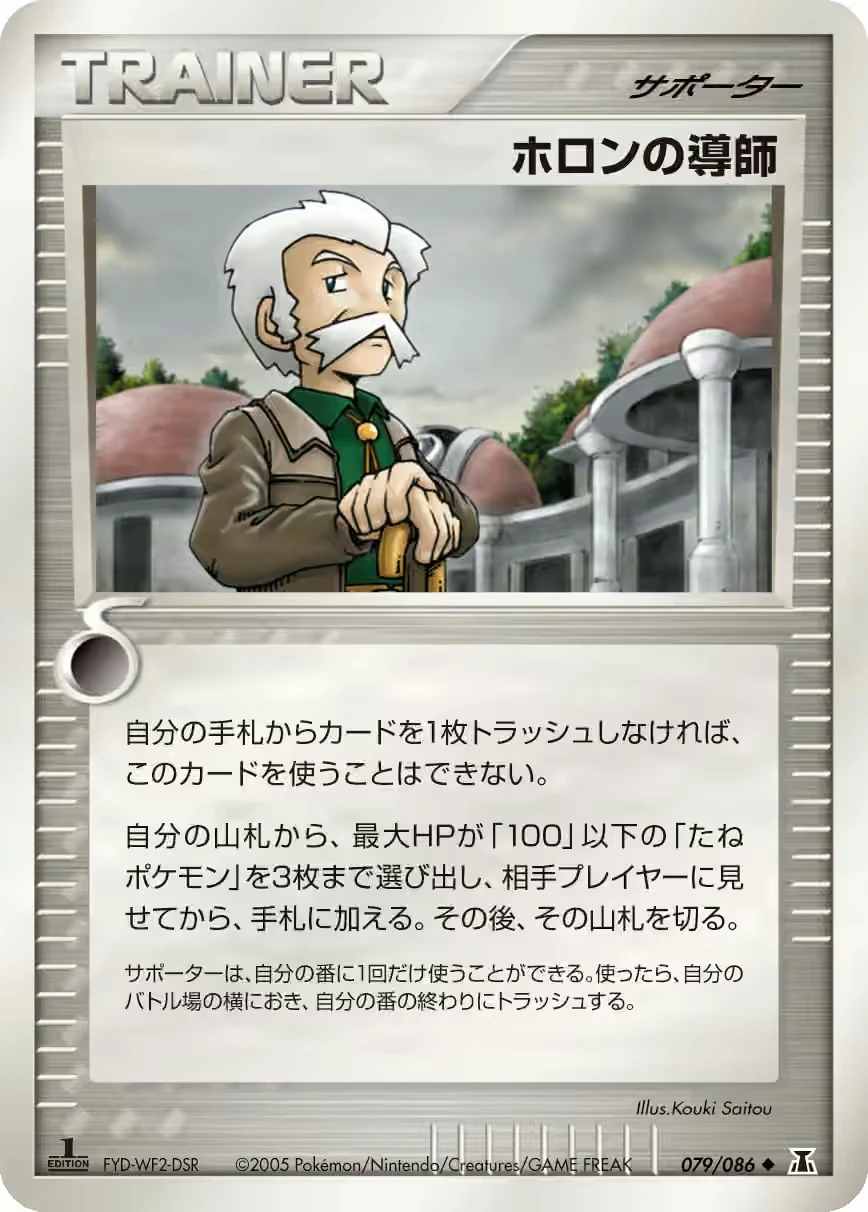 TRAINER
サポーター
ホロンの導師
自分の手札からカードを1枚トラッシュしなければ、
このカードを使うことはできない。
自分の山札から、最大HPが「100」以下の「たね
ポケモン」を3枚まで選び出し、相手プレイヤーに見
せてから、手札に加える。その後、その山札を切る。
サポーターは、自分の番に1回だけ使うことができる。使ったら、自分の
バトル場の横におき、自分の番の終わりにトラッシュする。
Illus.Kouki Saitou
1
EDITION
FYD-WF2-DSR ©2005 Pokémon/Nintendo/Creatures/GAME FREAK 079/086 ◆